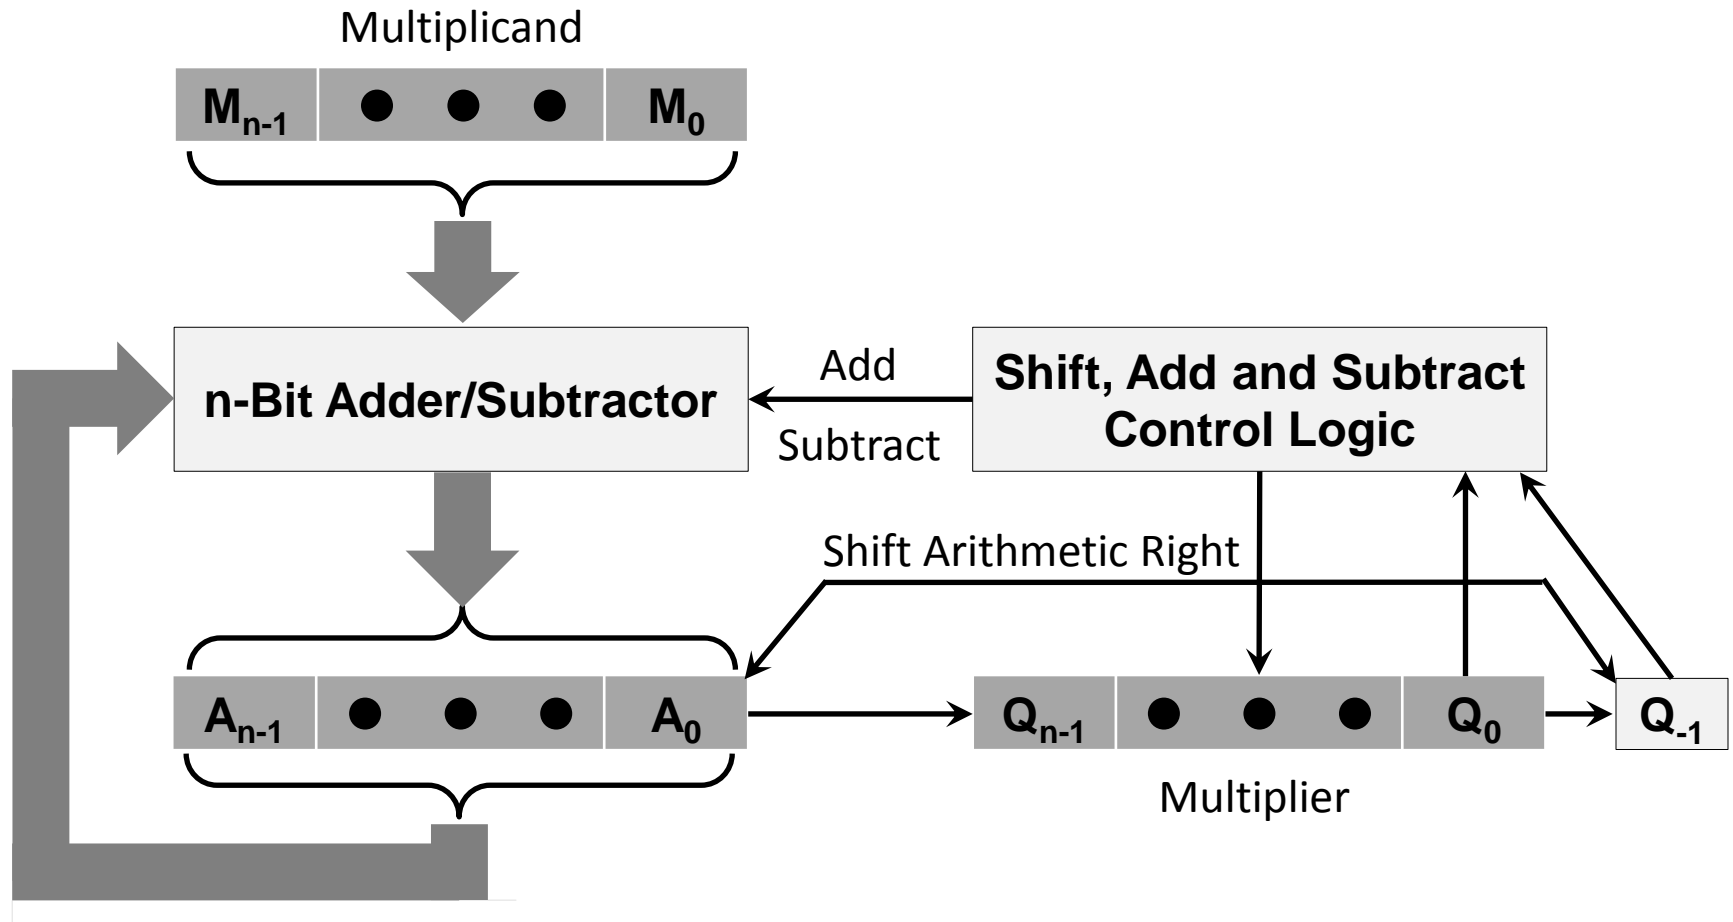 Multiplicand
Mn-1 ● ● ● M0
Add
n-Bit Adder/Subtractor
Shift, Add and Subtract
Control Logic
Subtract
Shift Arithmetic Right
An-1 ● ● ● A0
Qn-1 ● ● ● Q0
Q-1
Multiplier